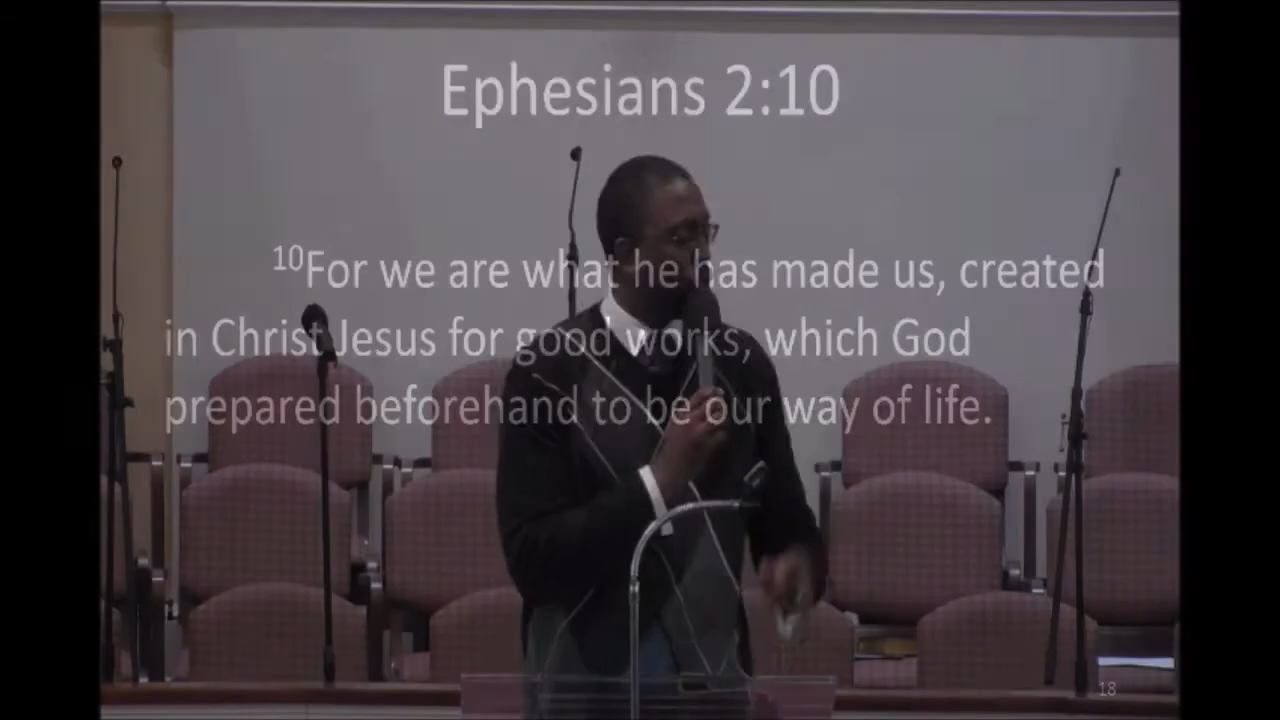 Ephesians 2:10
10For we are what he has made us, created
in Christ Jesus for good works, which God
prepared beforehand to be our way of life.
18